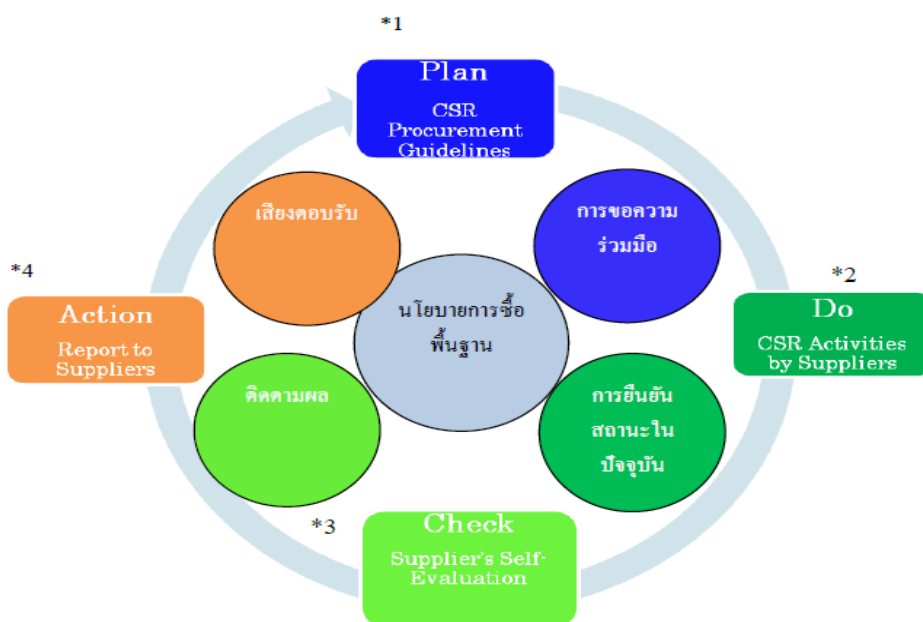 *1
Plan
CSR
Procurement
Guidelines
เสียงตอบรับ
การขอความ
ร่วมมือ
*4
*2
Action
Report to
Suppliers
นโยบายการซื้อ
พื้นฐาน
Do
CSR Activities
by Suppliers
ติดตามผล
การยืนยัน
สถานะใน
ปัจจุบัน
*3
Check
Supplier's Self-
Evaluation